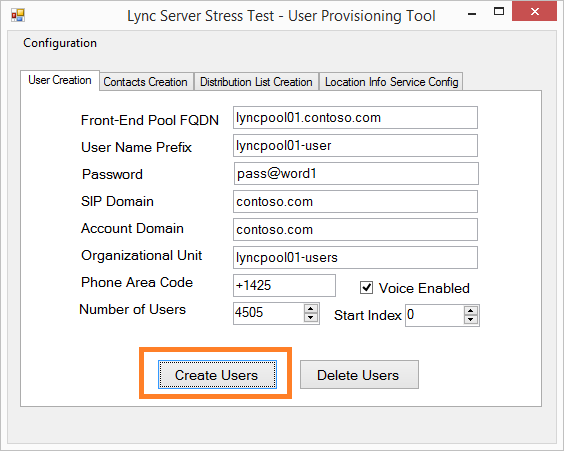 Lync Server Stress Test - User Provisioning Tool
Configuration
User Creation Contacts Creation Distribution List Creation Location Info Service Config
Front-End Pool FQDN lyncpool01.contoso.com
User Name Prefix lyncpool01-user
Password pass@word1
SIP Domain contoso.com
Account Domain contoso.com
Organizational Unit lyncpool01-users
Phone Area Code +1425 Voice Enabled
Number of Users 4505 Start Index 0
Create Users Delete Users